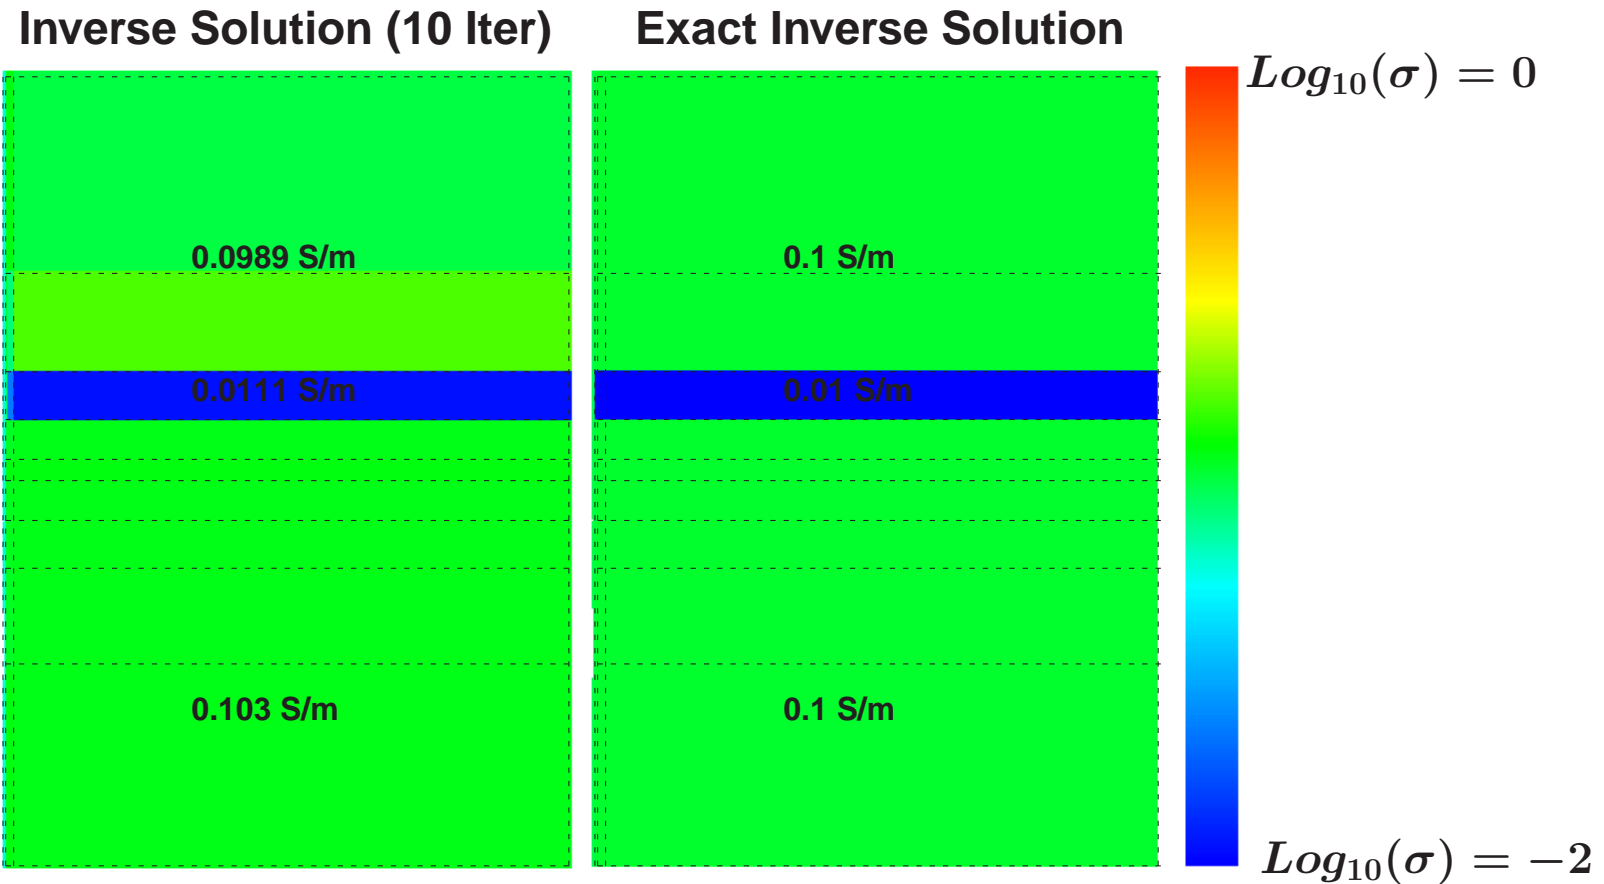 Inverse Solution (10 Iter)
Exact Inverse Solution
Log₁₀(σ) = 0
0.0989 S/m
0.1 S/m
0.0111 S/m
0.01 S/m
0.103 S/m
0.1 S/m
Log₁₀(σ) = −2